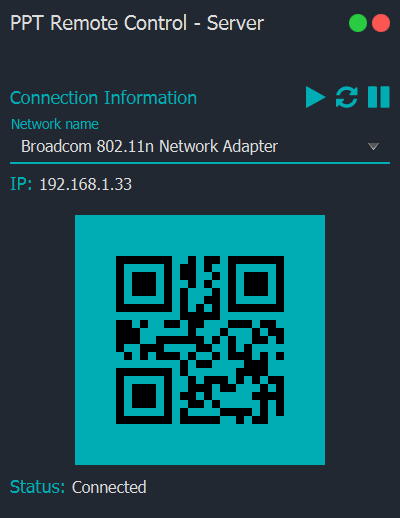 PPT Remote Control - Server
Connection Information
Network name
Broadcom 802.11n Network Adapter
IP: 192.168.1.33
Status: Connected